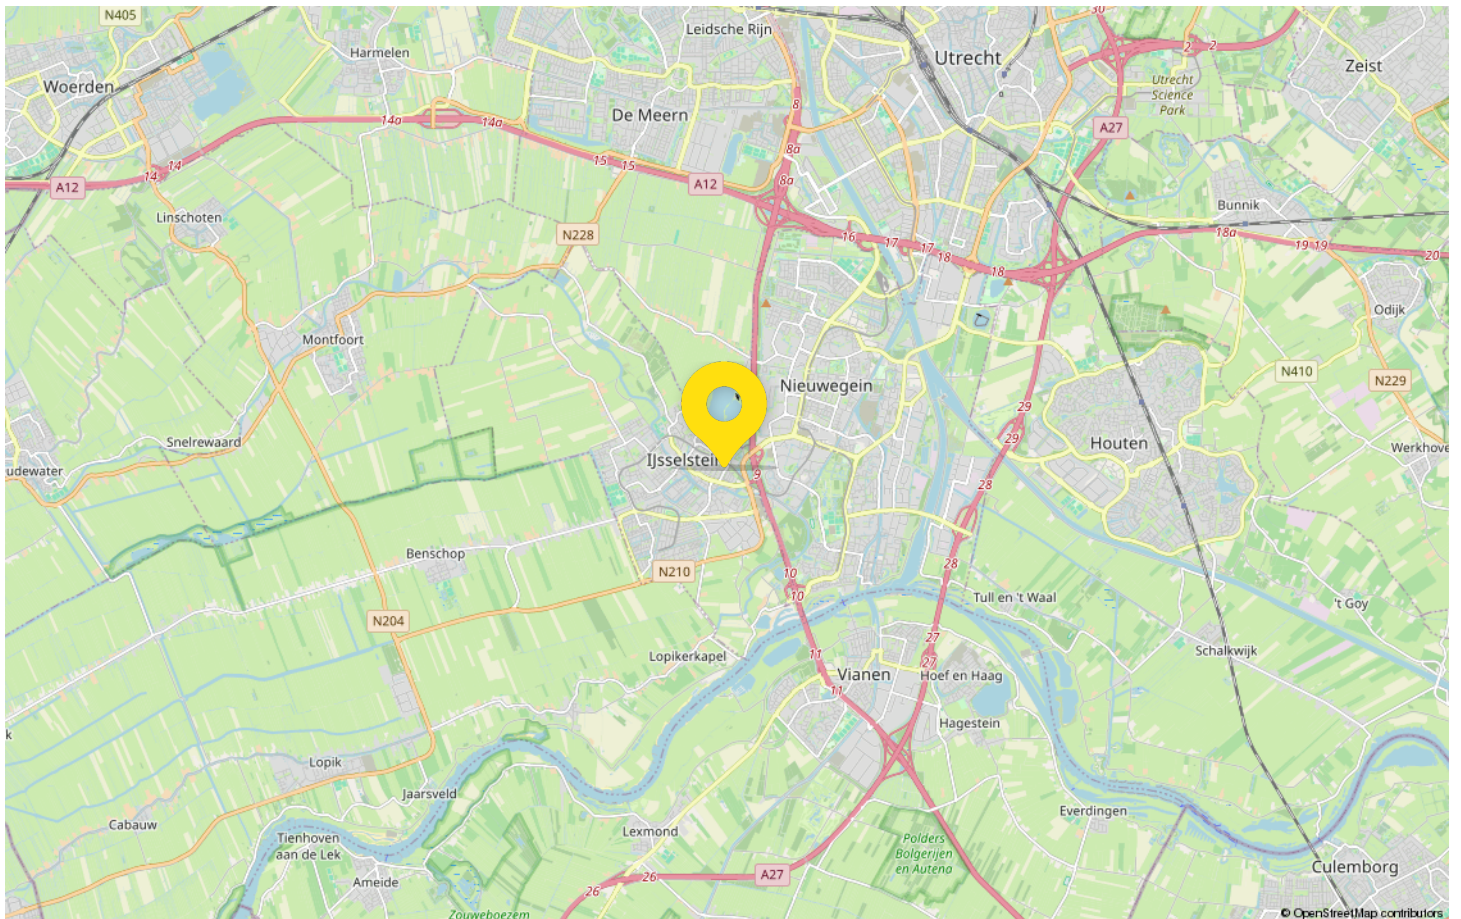 N405
Leidsche Rijn
30
Harmelen
Utrecht
2
2
Woerden
Zeist
Utrecht
Science
Park
8
De Meern
14a
14a
A27
8a
15
15
14
14
A12
A12
8a
Linschoten
Bunnik
N228
16
17
17
18
18a
19
19
20
18
Odijk
Montfoort
Nieuwegein
N410
N229
29
29
Snelrewaard
Houten
Werkhove
udewater
IJsselstein
9
28
Benschop
28
N210
10
10
Tull en 't Waal
't Goy
N204
27
27
Schalkwijk
Lopikerkapel
11
11
Vianen
Hoef en Haag
Hagestein
k
Lopik
Jaarsveld
Everdingen
Cabauw
Tienhoven
aan de Lek
Lexmond
Polders
Bolgerijen
en Autena
Culemborg
Ameide
26
26
A27
Zouweboezem
© OpenStreetMap contributors